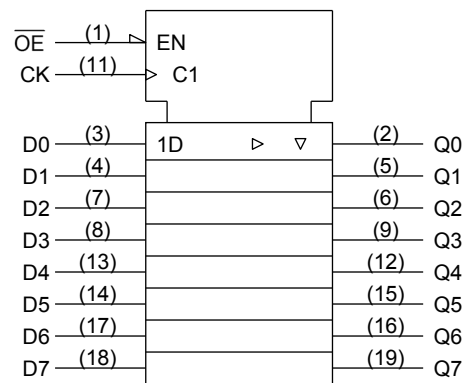 O̅E̅ (1) EN
CK (11) C1
D0 (3) 1D (2) Q0
D1 (4) (5) Q1
D2 (7) (6) Q2
D3 (8) (9) Q3
D4 (13) (12) Q4
D5 (14) (15) Q5
D6 (17) (16) Q6
D7 (18) (19) Q7